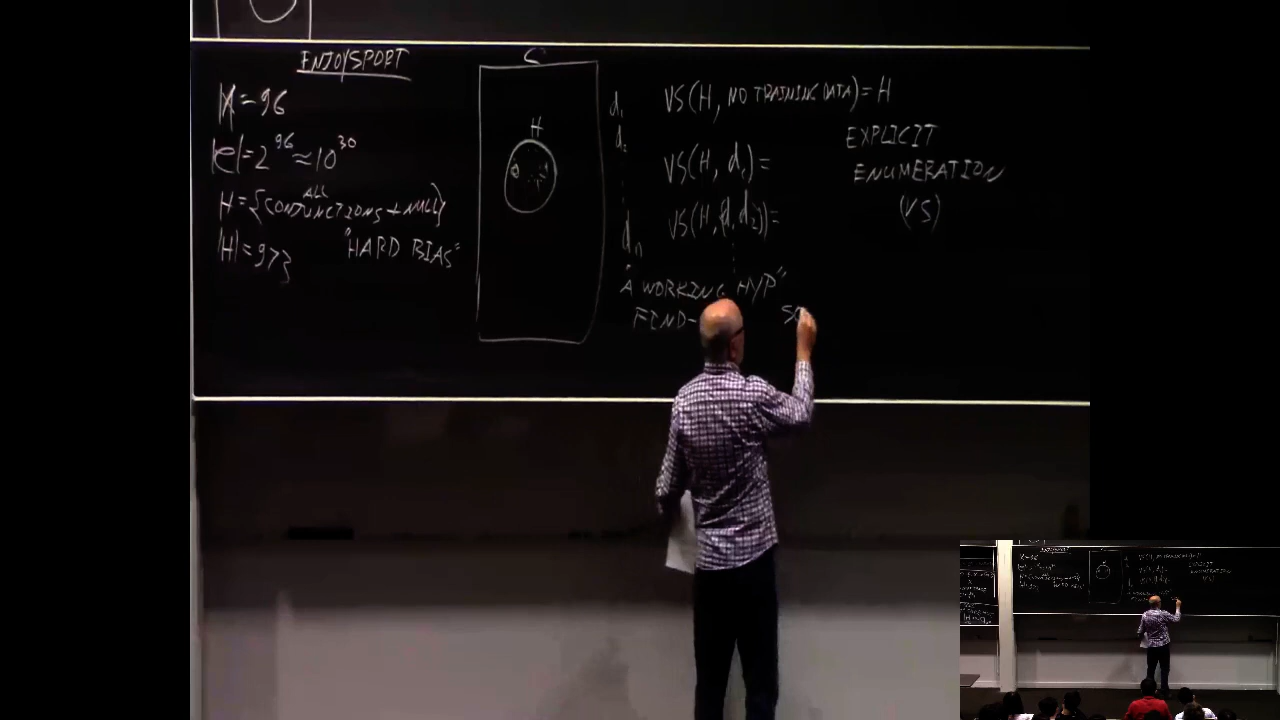 ENJOYSPORT
|X| = 96
|C| = 2^96 ≈ 10^30
H = {ALL CONJUNCTIONS + NULL}
|H| = 973
"HARD BIAS"
C
H
d₁
d₂
dₙ
VS(H, NO TRAINING DATA) = H
VS(H, d₁) =
VS(H, {d₁, d₂}) =
"A WORKING HYP"
FIND-
EXPLICIT
ENUMERATION
(VS)